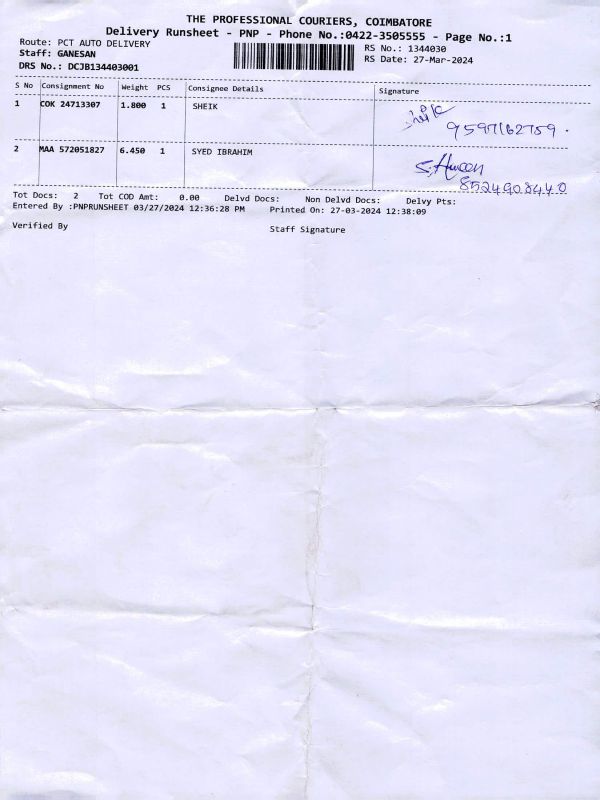 THE PROFESSIONAL COURIERS, COIMBATORE
Delivery Runsheet - PNP - Phone No.:0422-3505555 - Page No.:1
Route: PCT AUTO DELIVERY
RS No.: 1344030
Staff: GANESAN
RS Date: 27-Mar-2024
DRS No.: DCJB134403001
S No Consignment No Weight PCS Consignee Details Signature
1 COK 24713307 1.800 1 SHEIK
9597162759.
2 MAA 572051827 6.450 1 SYED IBRAHIM
8524908440
Tot Docs: 2 Tot COD Amt: 0.00 Delvd Docs: Non Delvd Docs: Delvy Pts:
Entered By :PNPRUNSHEET 03/27/2024 12:36:28 PM Printed On: 27-03-2024 12:38:09
Verified By
Staff Signature